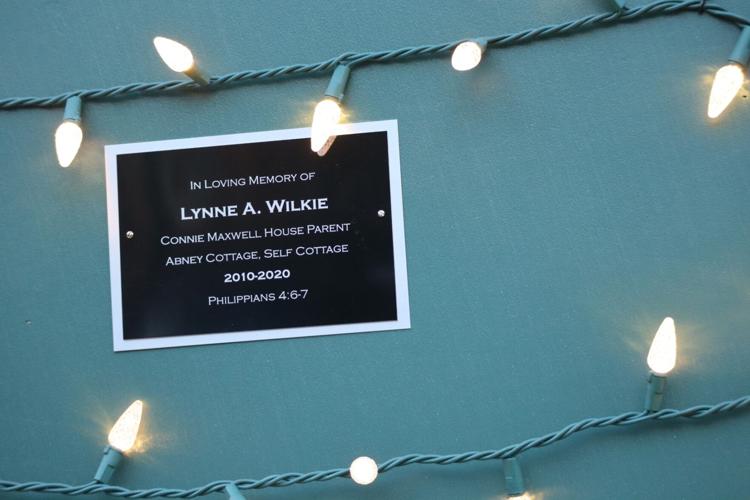 In Loving Memory of
Lynne A. Wilkie
Connie Maxwell House Parent
Abney Cottage, Self Cottage
2010-2020
Philippians 4:6-7